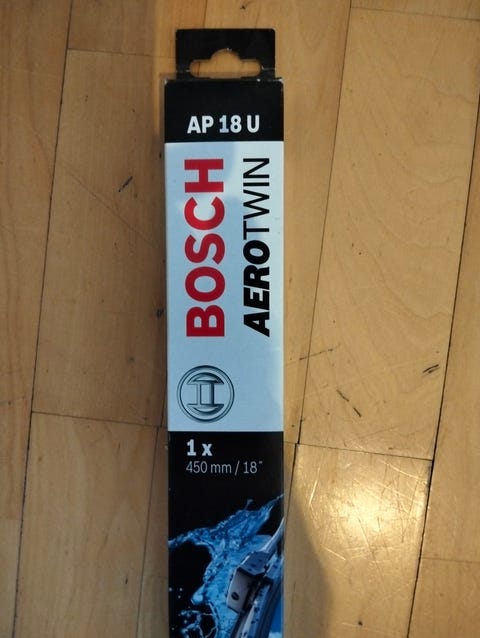 AP 18 U
BOSCH
AEROTWIN
1 x
450 mm / 18"